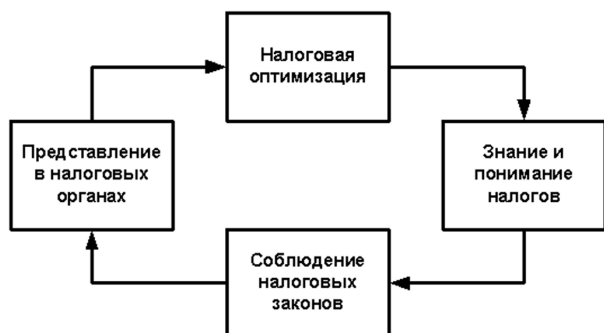 Налоговая
оптимизация
Представление
в налоговых
органах
Знание и
понимание
налогов
Соблюдение
налоговых
законов